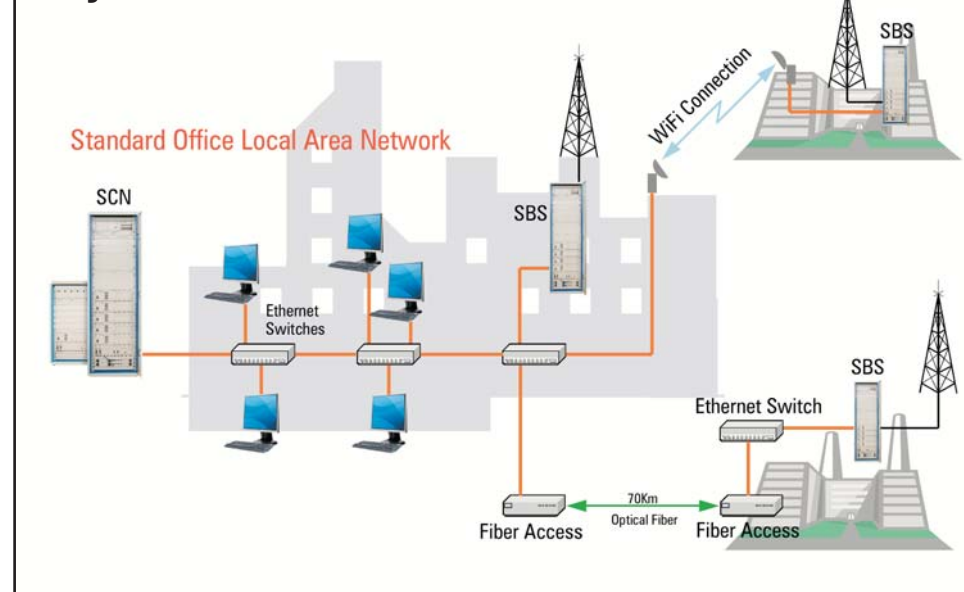 SBS
WiFi Connection
Standard Office Local Area Network
SCN
SBS
Ethernet
Switches
SBS
Ethernet Switch
70Km
Optical Fiber
Fiber Access
Fiber Access